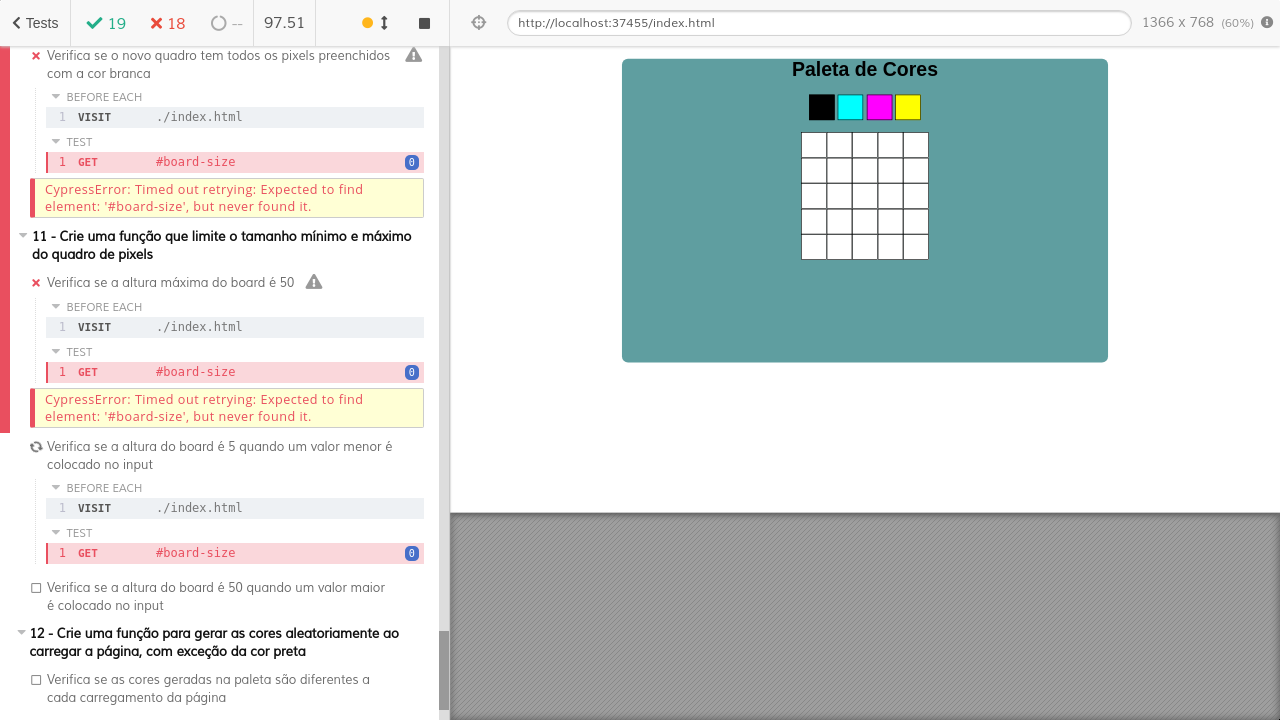 Tests 19 18 -- 97.51
http://localhost:37455/index.html 1366 x 768 (60%)
Verifica se o novo quadro tem todos os pixels preenchidos
com a cor branca
BEFORE EACH
1 VISIT ./index.html
TEST
1 GET #board-size 0
CypressError: Timed out retrying: Expected to find
element: '#board-size', but never found it.
11 - Crie uma função que limite o tamanho mínimo e máximo
do quadro de pixels
Verifica se a altura máxima do board é 50
BEFORE EACH
1 VISIT ./index.html
TEST
1 GET #board-size 0
CypressError: Timed out retrying: Expected to find
element: '#board-size', but never found it.
Verifica se a altura do board é 5 quando um valor menor é
colocado no input
BEFORE EACH
1 VISIT ./index.html
TEST
1 GET #board-size 0
Verifica se a altura do board é 50 quando um valor maior
é colocado no input
12 - Crie uma função para gerar as cores aleatoriamente ao
carregar a página, com exceção da cor preta
Verifica se as cores geradas na paleta são diferentes a
cada carregamento da página
Paleta de Cores